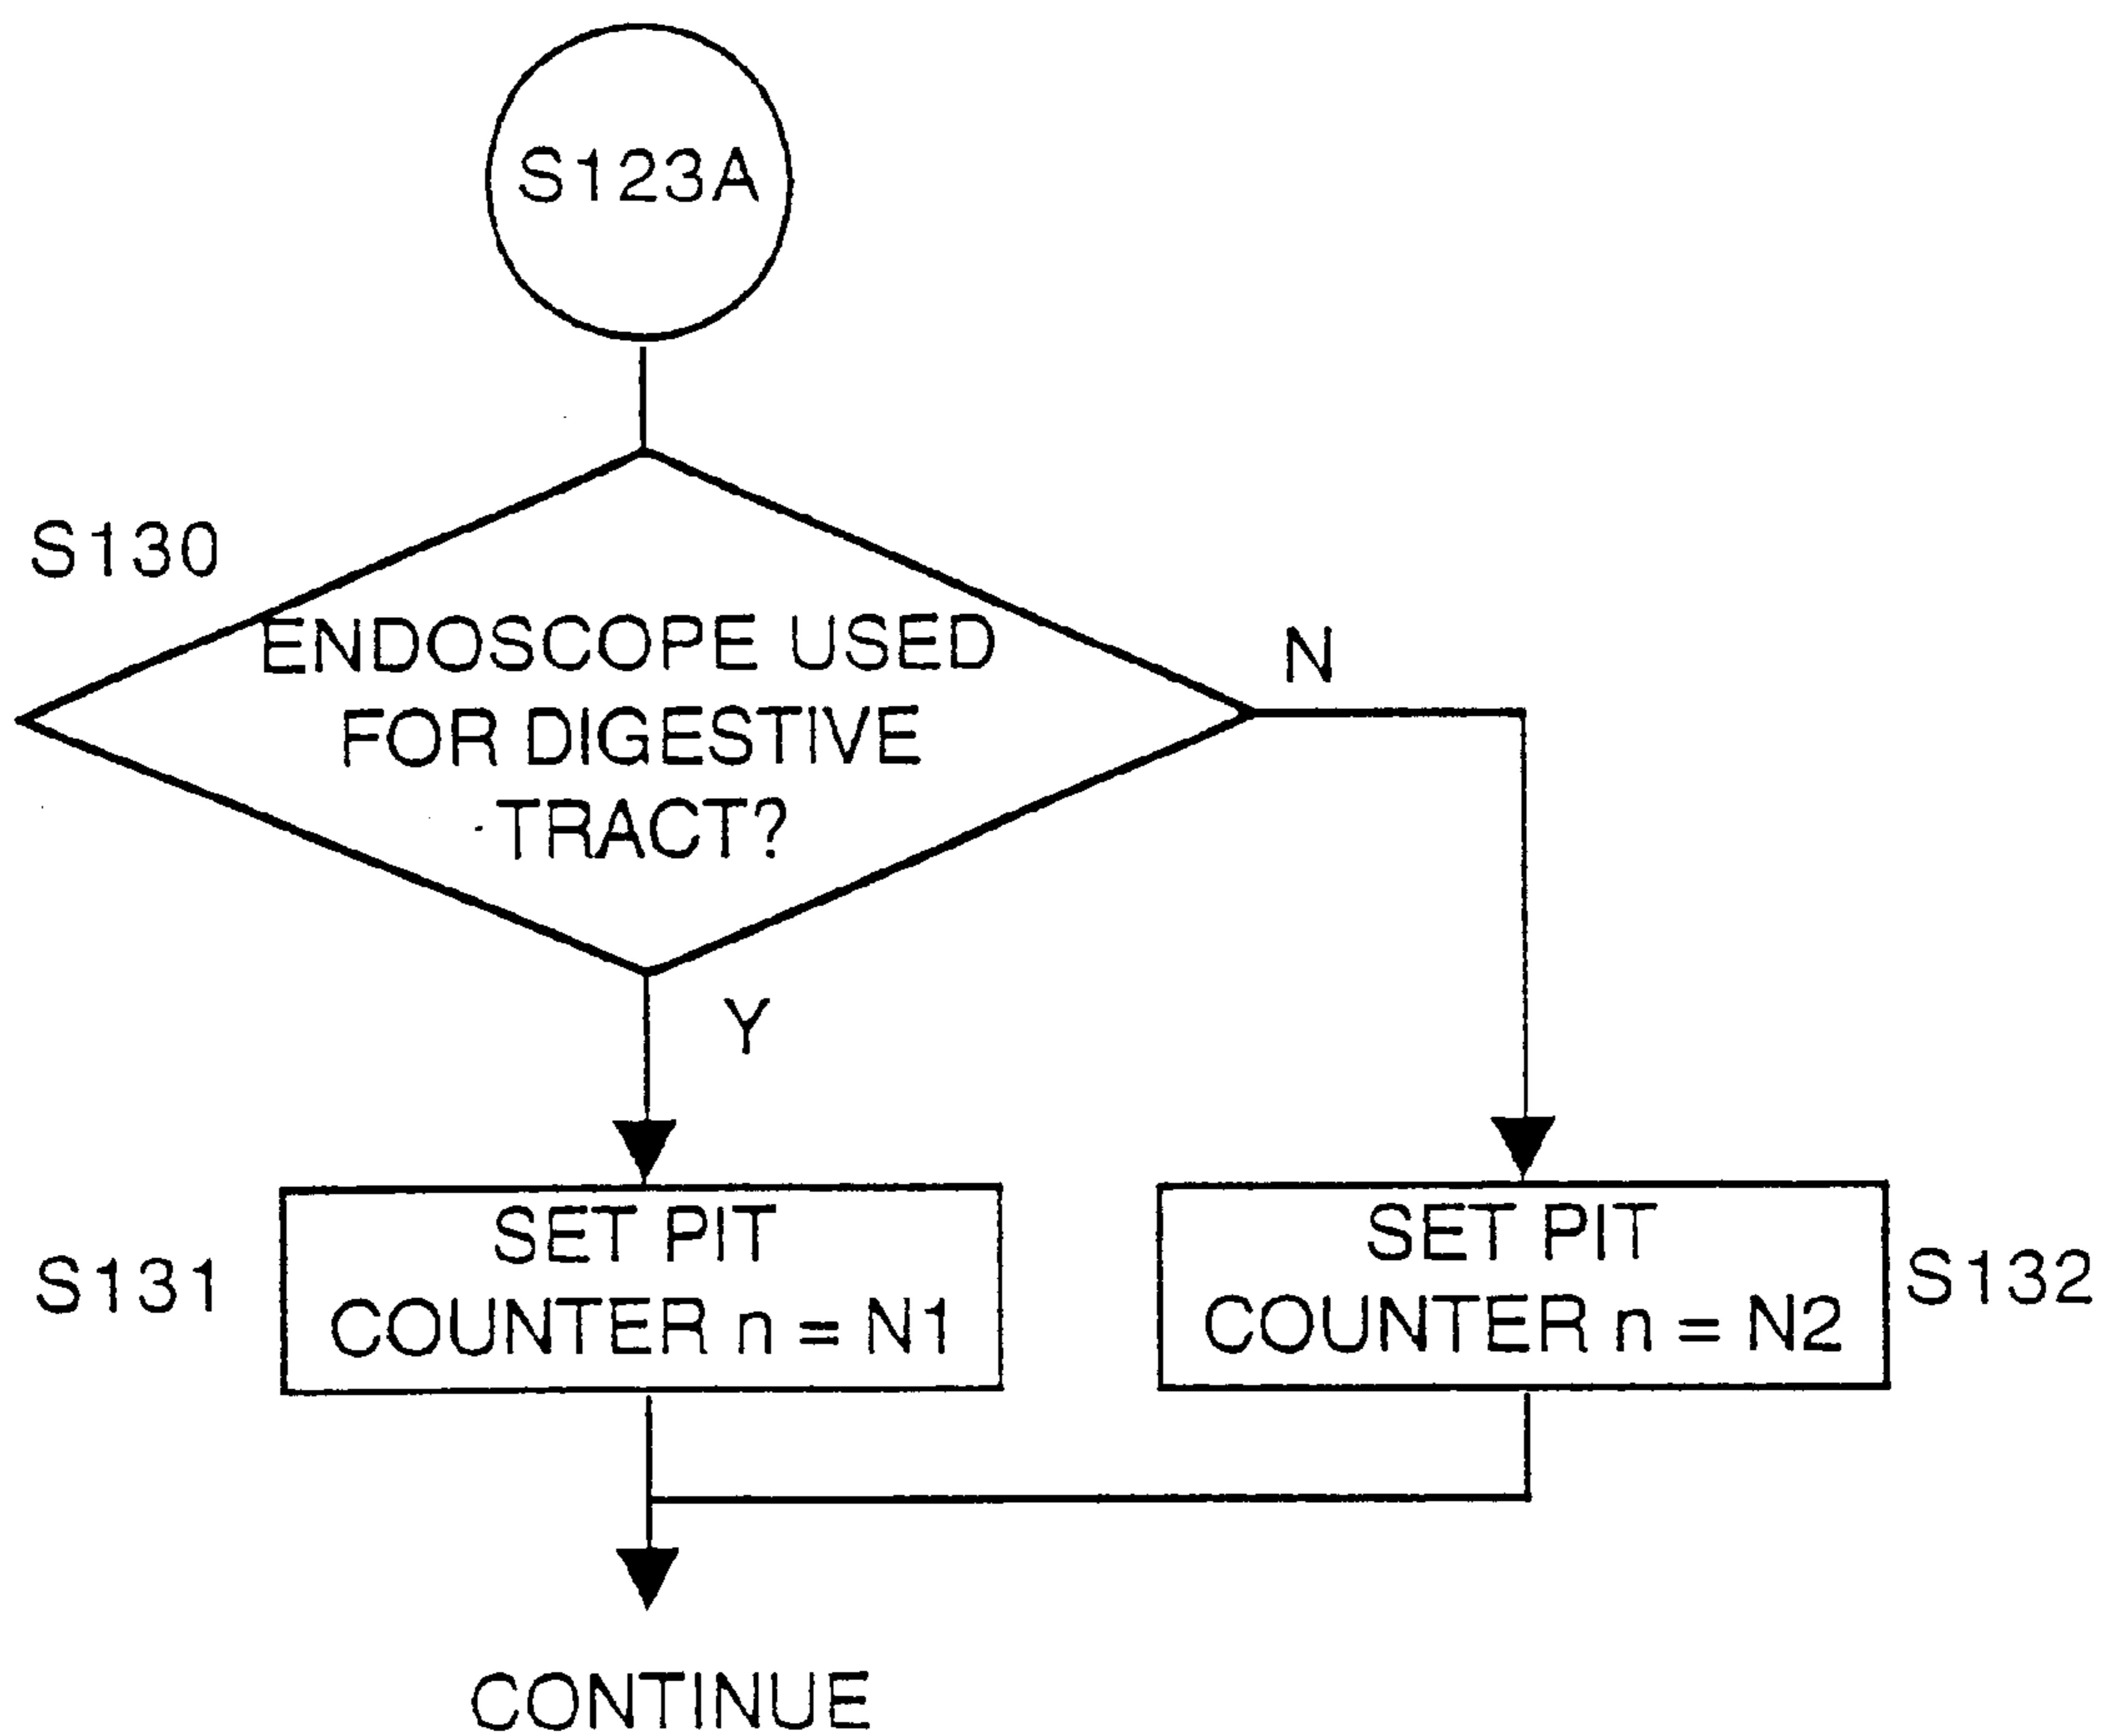 S123A
S130
ENDOSCOPE USED
FOR DIGESTIVE
TRACT?
N
Y
S131
SET PIT
COUNTER n = N1
SET PIT
COUNTER n = N2
S132
CONTINUE